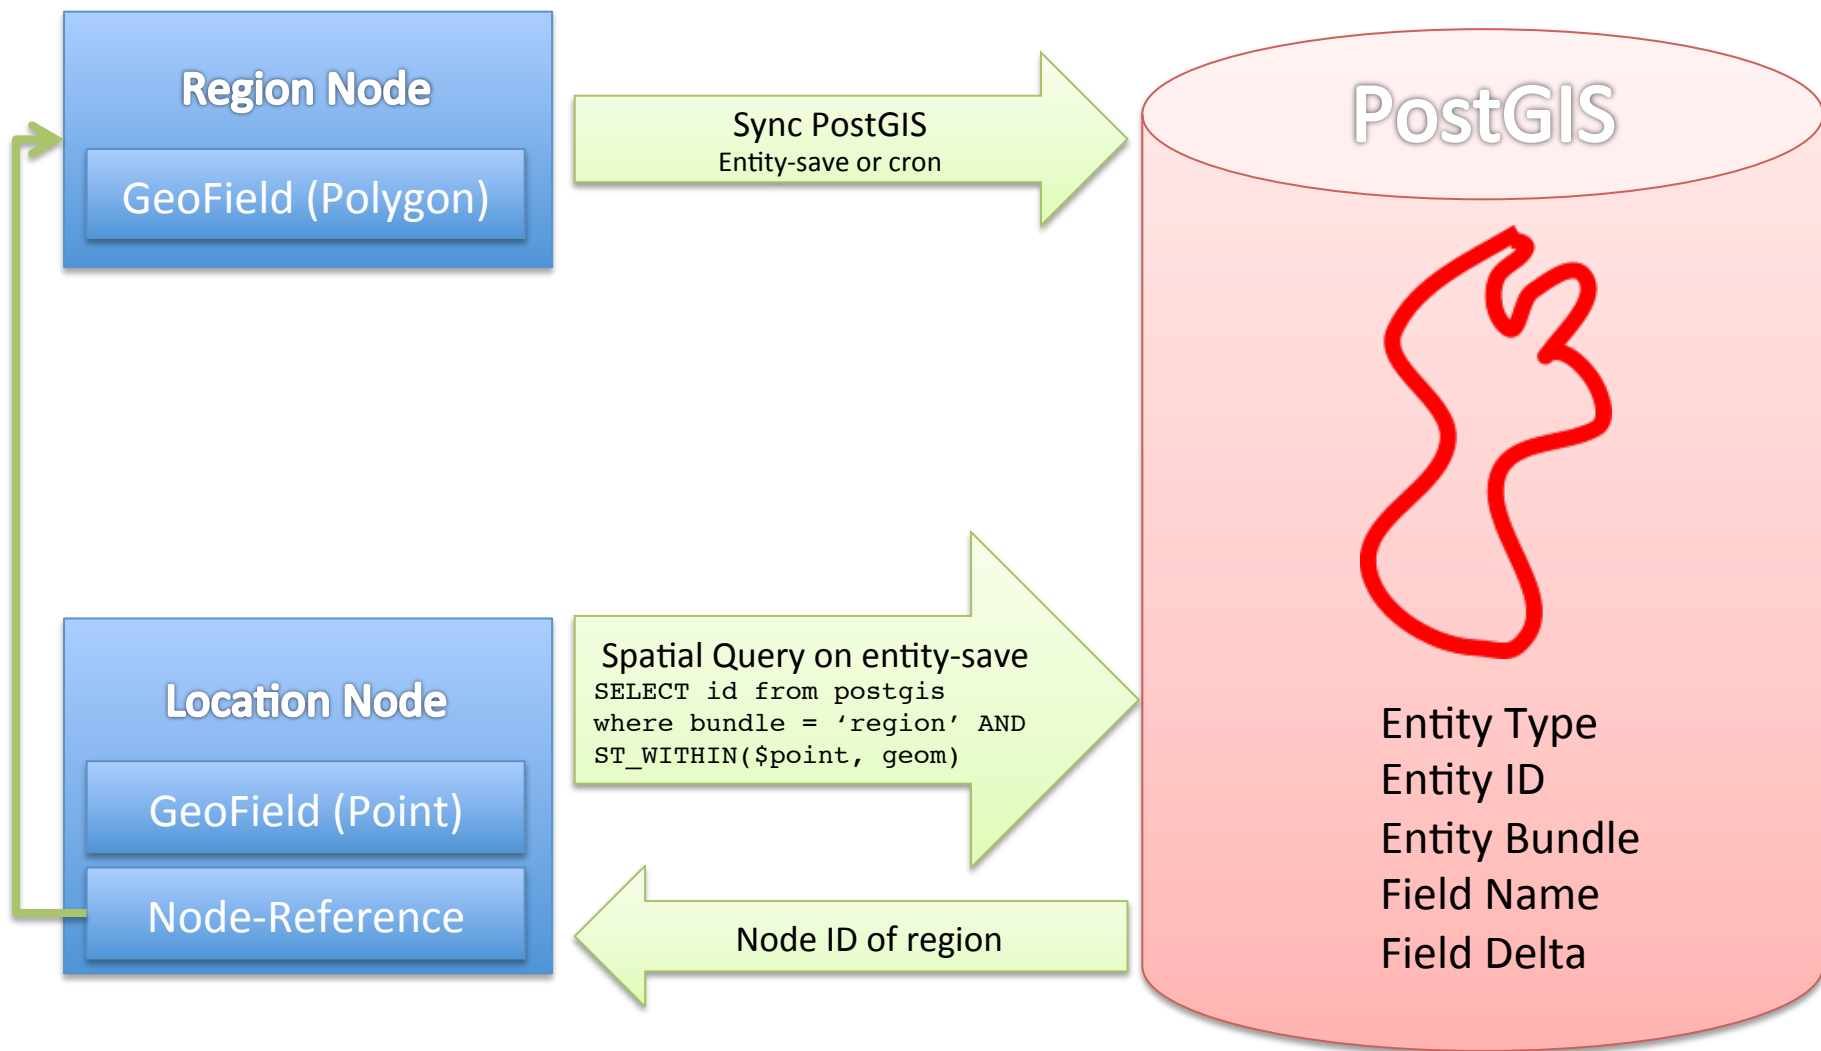 Region Node
GeoField (Polygon)
Sync PostGIS
Entity-save or cron
PostGIS
Location Node
GeoField (Point)
Node-Reference
Spatial Query on entity-save
SELECT id from postgis
where bundle = ‘region’ AND
ST_WITHIN($point, geom)
Node ID of region
Entity Type
Entity ID
Entity Bundle
Field Name
Field Delta